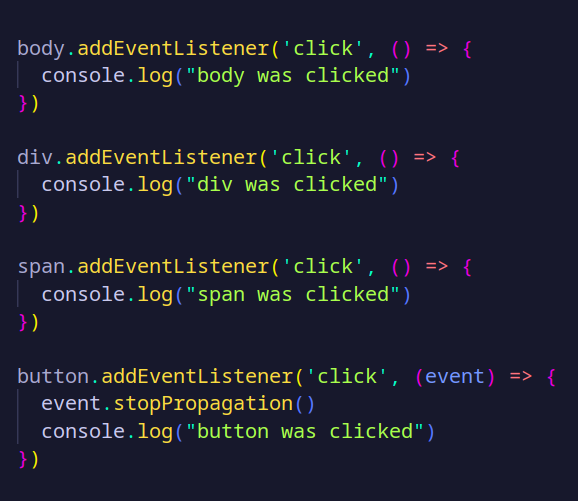 body.addEventListener('click', () => {
  console.log("body was clicked")
})

div.addEventListener('click', () => {
  console.log("div was clicked")
})

span.addEventListener('click', () => {
  console.log("span was clicked")
})

button.addEventListener('click', (event) => {
  event.stopPropagation()
  console.log("button was clicked")
})